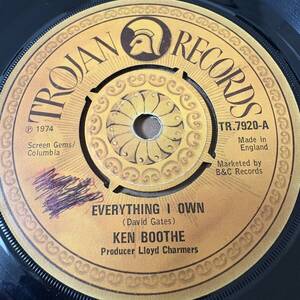 TROJAN RECORDS
℗ 1974
Screen Gems/
Columbia
TR.7920-A
Made in
England
Marketed by
B&C Records
EVERYTHING I OWN
(David Gates)
KEN BOOTHE
Producer Lloyd Charmers